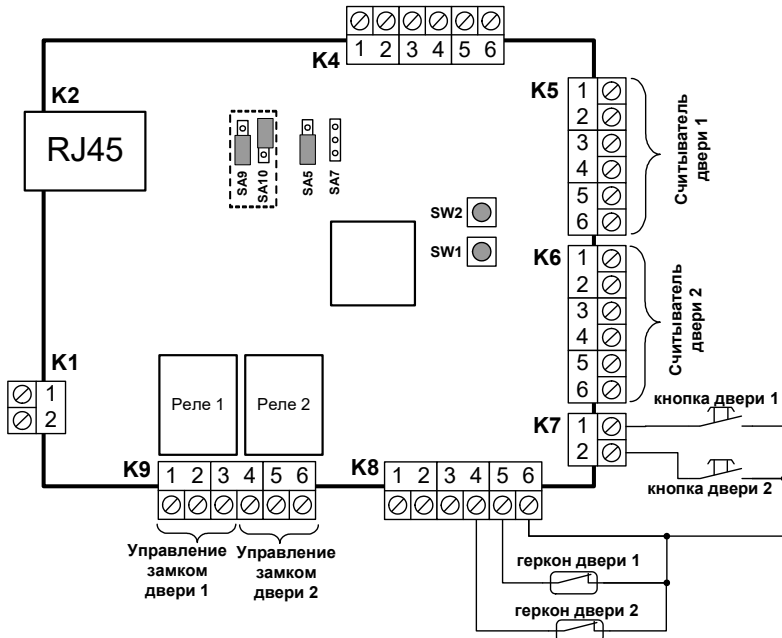 K4
1 2 3 4 5 6
K2
RJ45
SA9
SA10
SA5
SA7
SW2
SW1
K5
1
2
3
4
5
6
Считыватель
двери 1
K6
1
2
3
4
5
6
Считыватель
двери 2
K1
1
2
Реле 1
Реле 2
K7
1
2
кнопка двери 1
кнопка двери 2
K9
1 2 3 4 5 6
K8
1 2 3 4 5 6
Управление
замком
двери 1
Управление
замком
двери 2
геркон двери 1
геркон двери 2